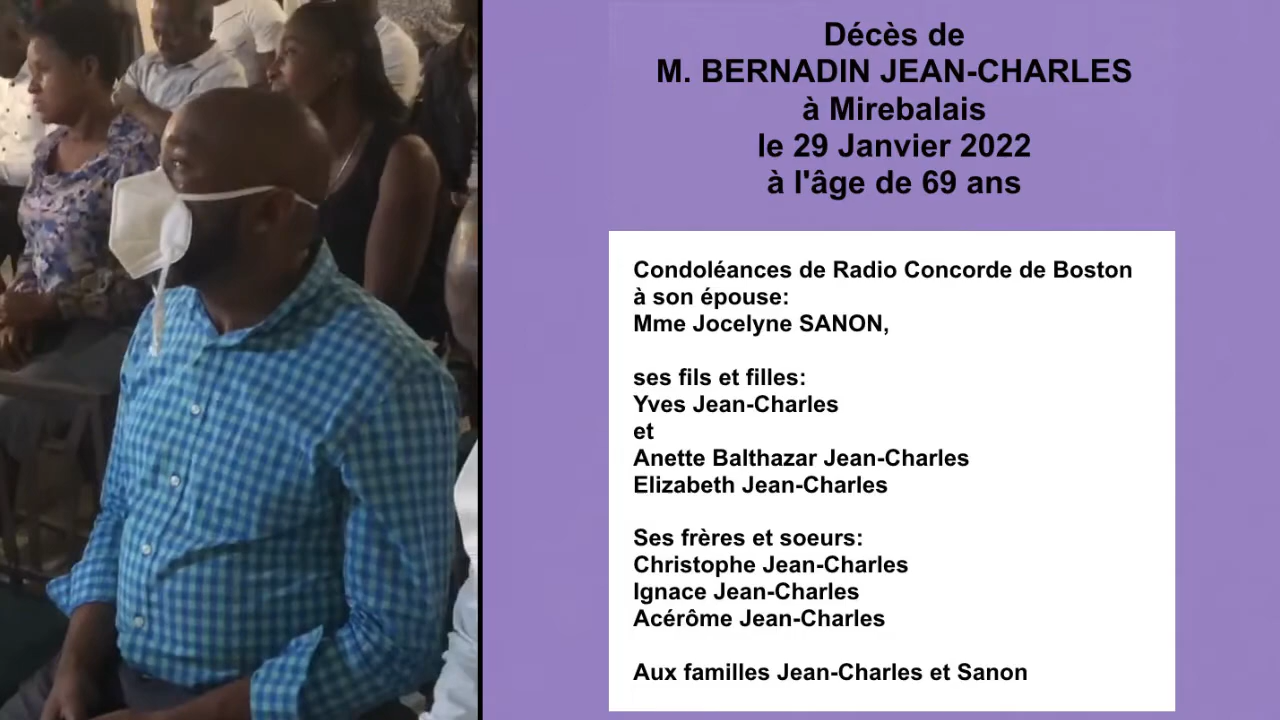 Décès de
M. BERNADIN JEAN-CHARLES
à Mirebalais
le 29 Janvier 2022
à l'âge de 69 ans
Condoléances de Radio Concorde de Boston
à son épouse:
Mme Jocelyne SANON,
ses fils et filles:
Yves Jean-Charles
et
Anette Balthazar Jean-Charles
Elizabeth Jean-Charles
Ses frères et soeurs:
Christophe Jean-Charles
Ignace Jean-Charles
Acérôme Jean-Charles
Aux familles Jean-Charles et Sanon